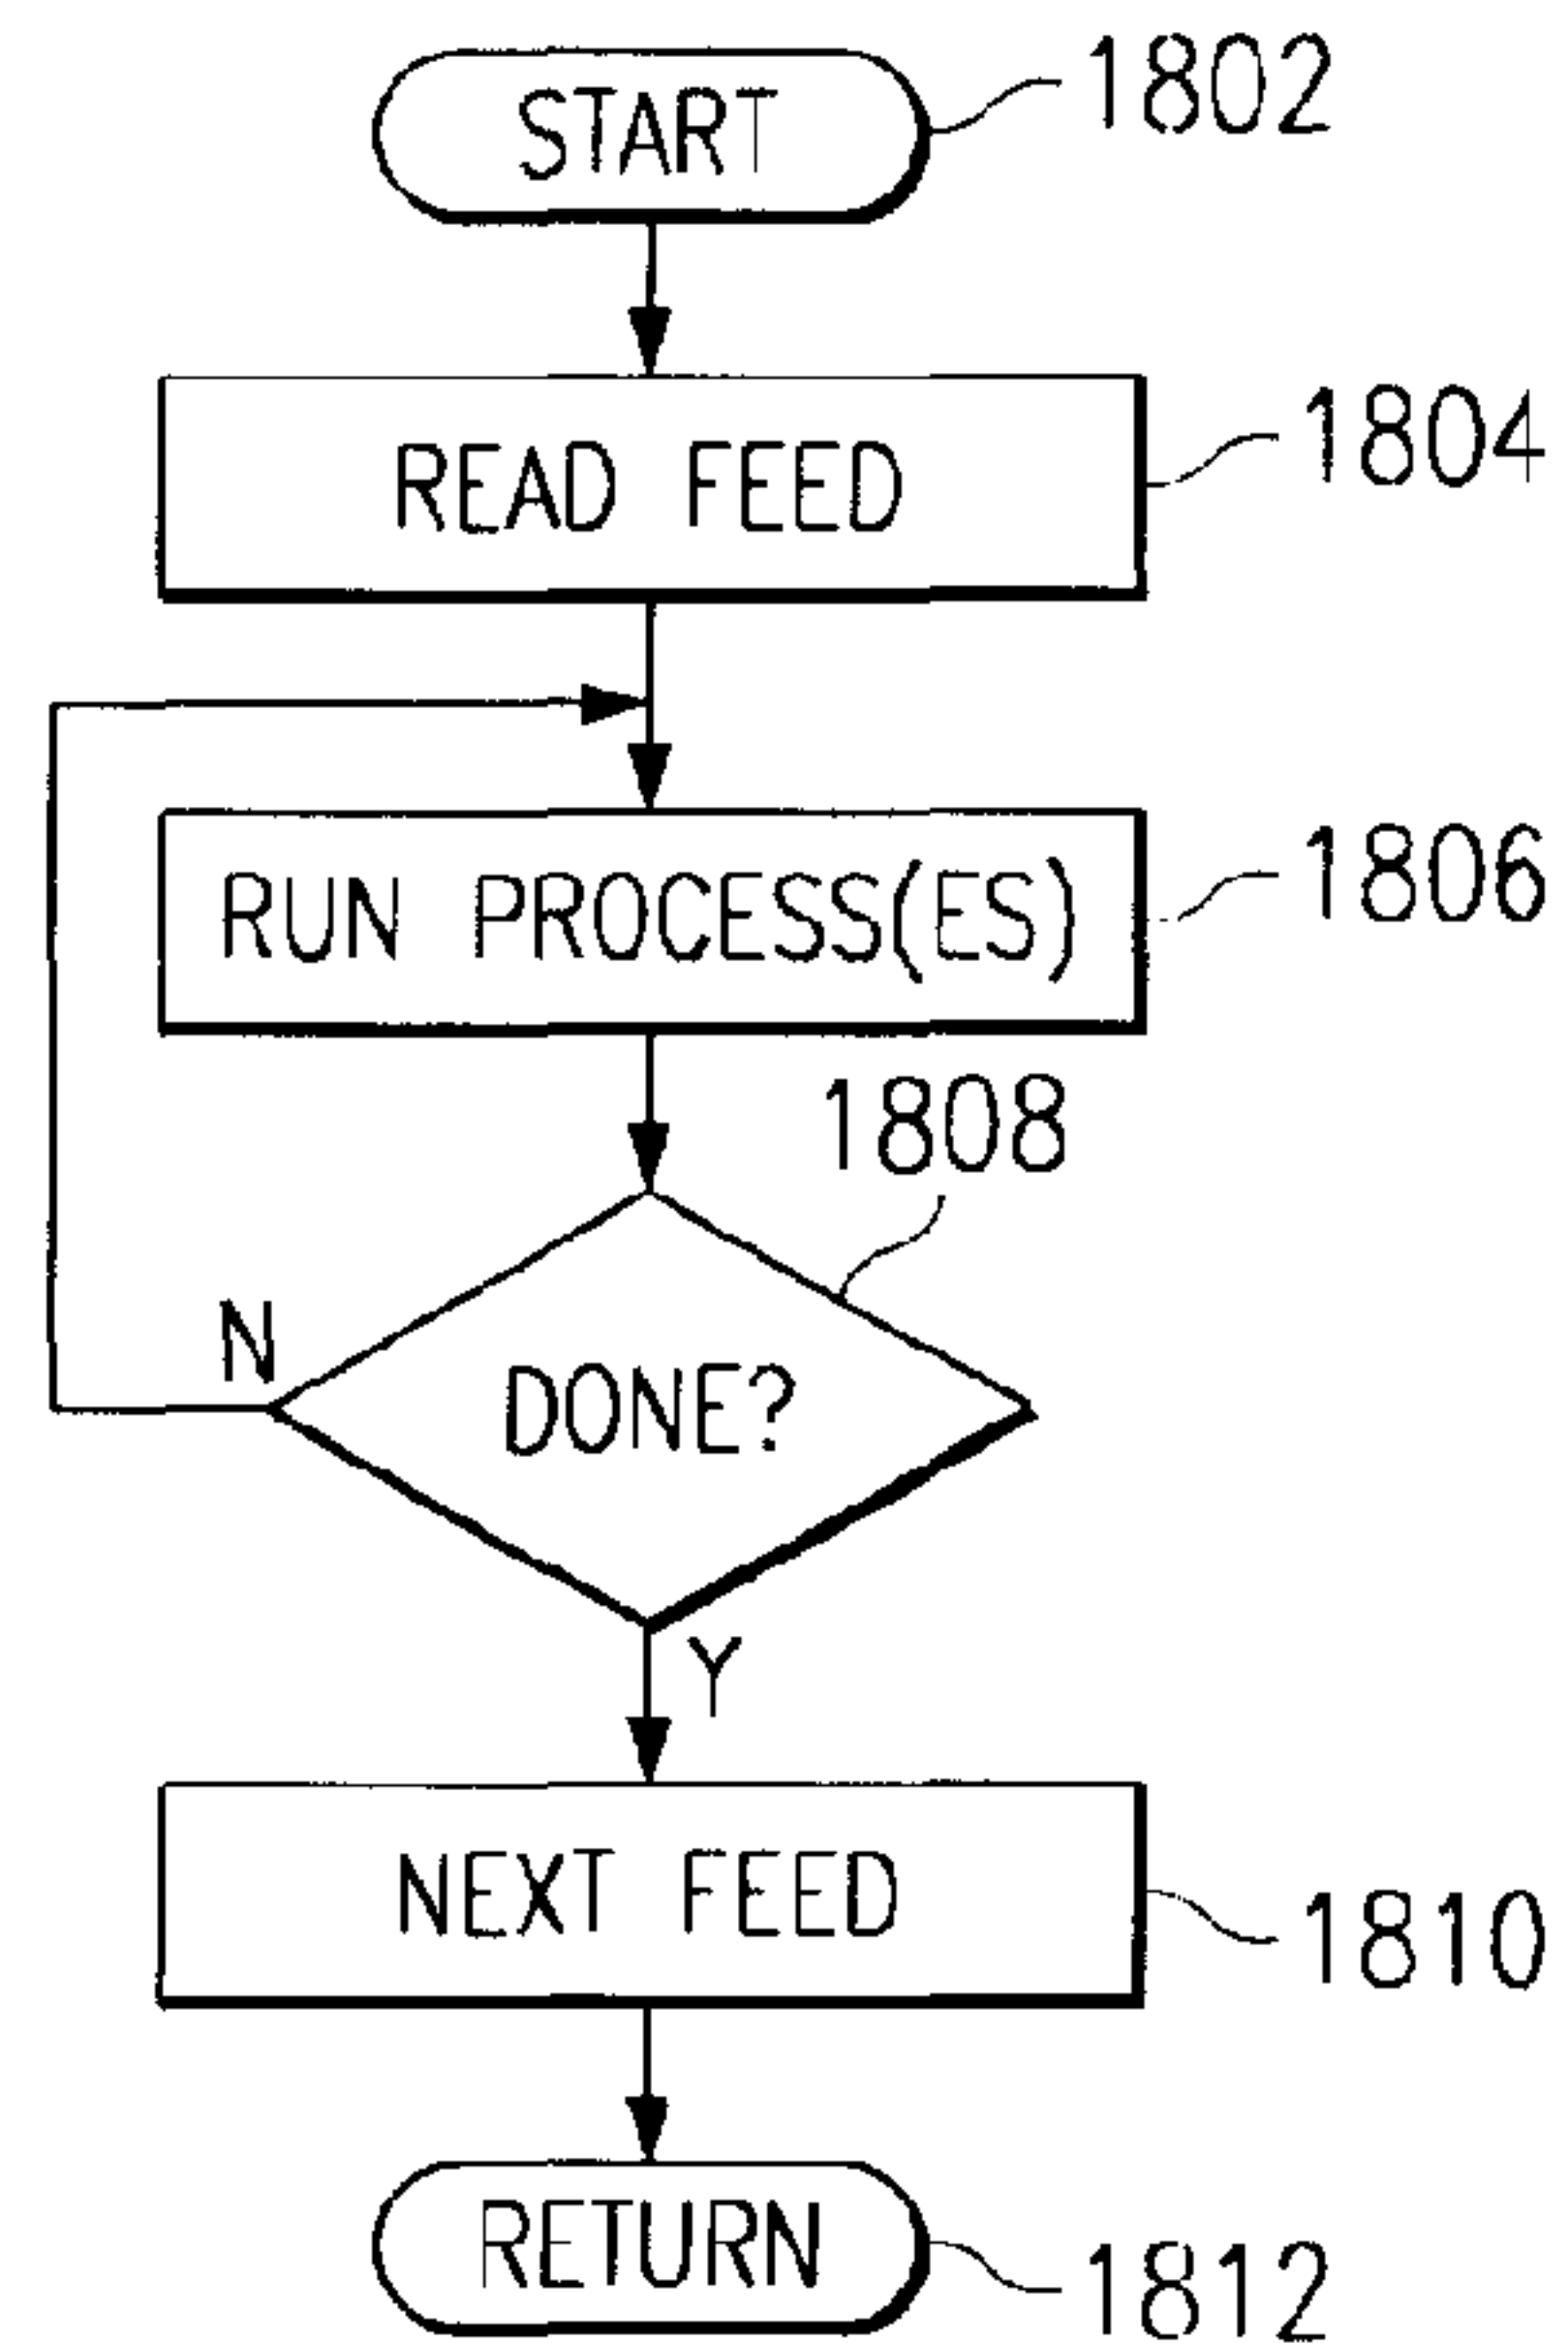 START
1802
READ FEED
1804
RUN PROCESS(ES)
1806
1808
DONE?
N
Y
NEXT FEED
1810
RETURN
1812